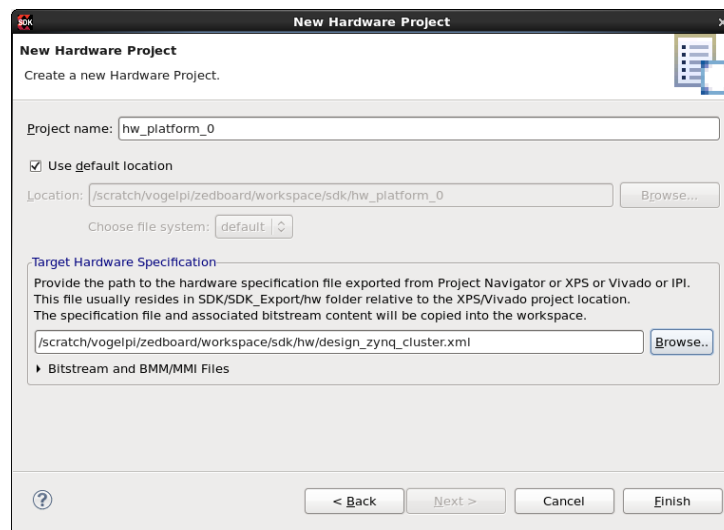 SDK New Hardware Project
New Hardware Project
Create a new Hardware Project.
Project name: hw_platform_0
Use default location
Location: /scratch/vogelpi/zedboard/workspace/sdk/hw_platform_0 Browse...
Choose file system: default
Target Hardware Specification
Provide the path to the hardware specification file exported from Project Navigator or XPS or Vivado or IPI.
This file usually resides in SDK/SDK_Export/hw folder relative to the XPS/Vivado project location.
The specification file and associated bitstream content will be copied into the workspace.
/scratch/vogelpi/zedboard/workspace/sdk/hw/design_zynq_cluster.xml Browse..
Bitstream and BMM/MMI Files
? < Back Next > Cancel Finish